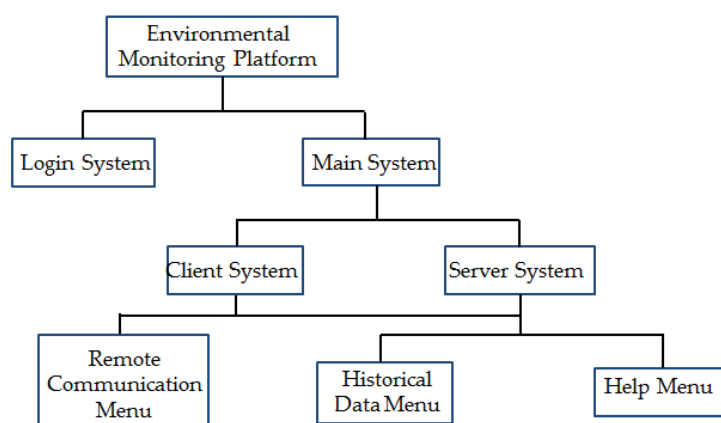 Environmental
Monitoring Platform
Login System
Main System
Client System
Server System
Remote
Communication
Menu
Historical
Data Menu
Help Menu